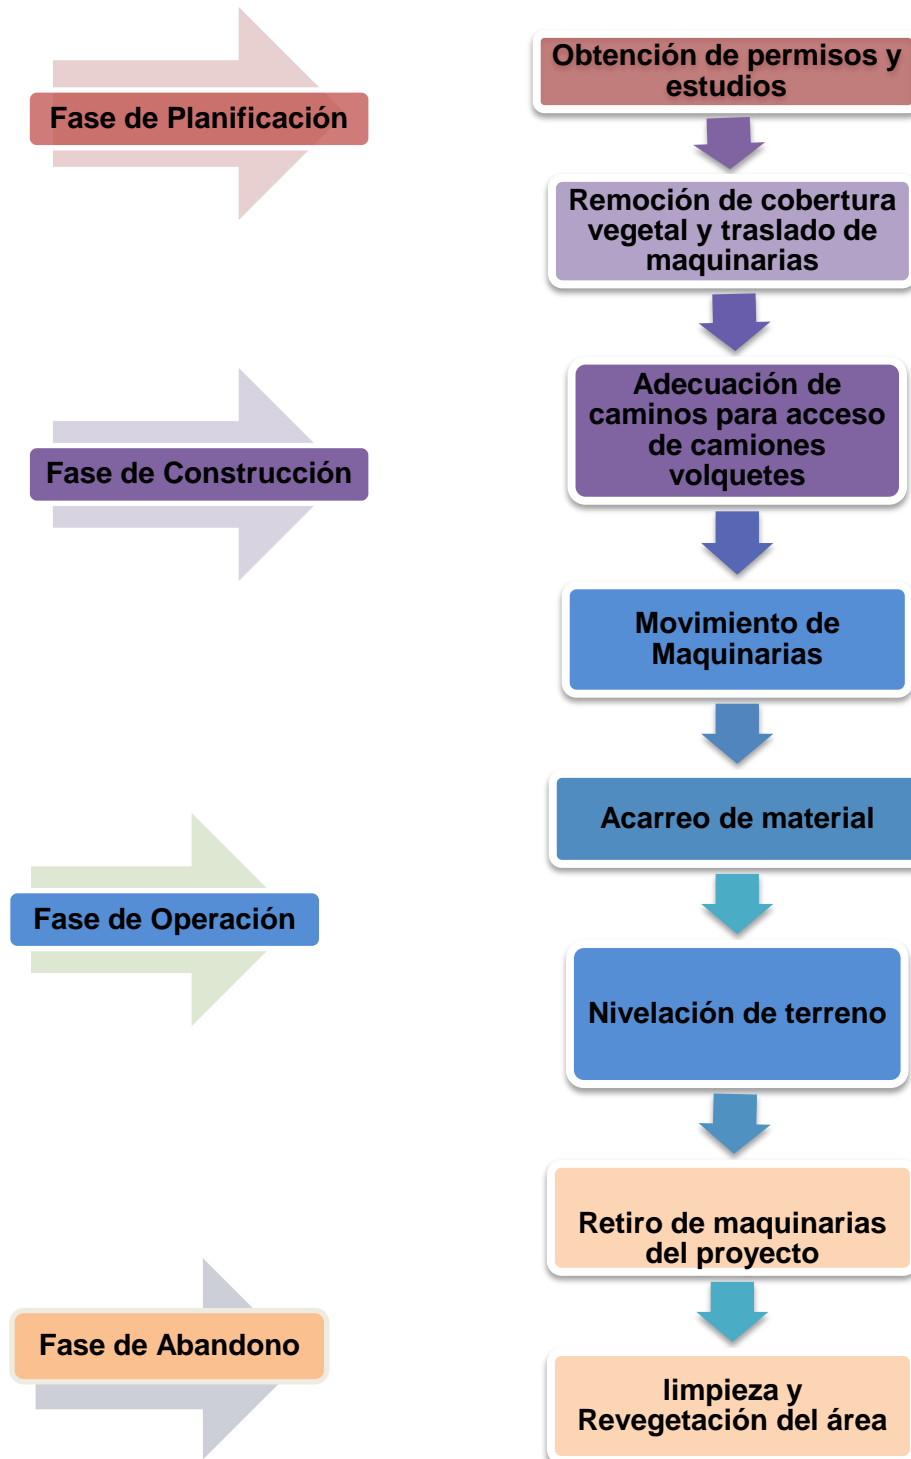 Obtención de permisos y
estudios
Fase de Planificación
Remoción de cobertura
vegetal y traslado de
maquinarias
Adecuación de
caminos para acceso
de camiones
volquetes
Fase de Construcción
Movimiento de
Maquinarias
Acarreo de material
Fase de Operación
Nivelación de terreno
Retiro de maquinarias
del proyecto
Fase de Abandono
limpieza y
Revegetación del área